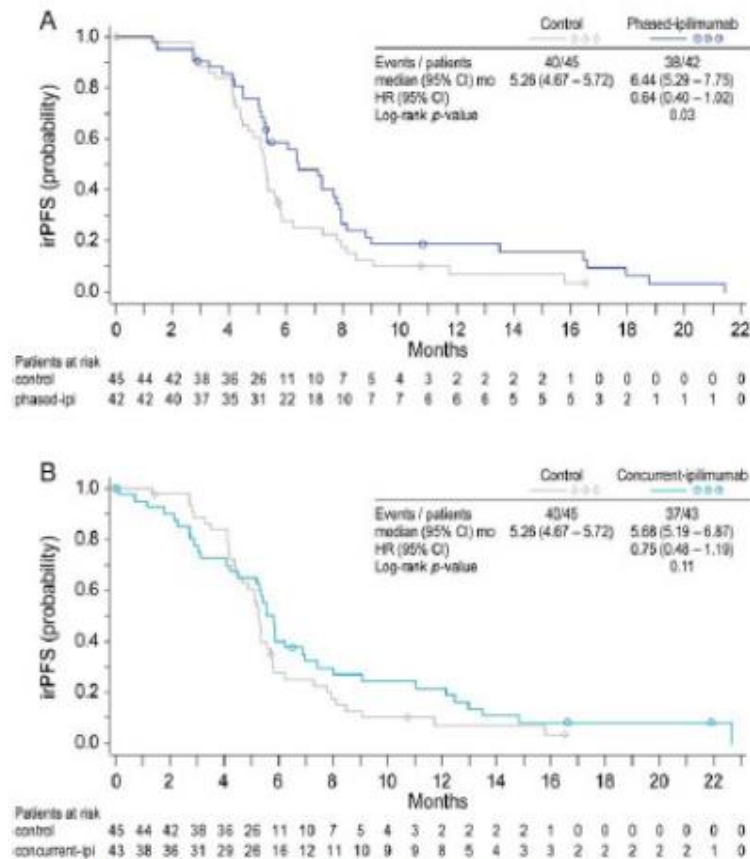 A
Control Phased-ipilimumab
Events / patients 40/45 38/42
median (95% CI) mo 5.26 (4.67 – 5.72) 6.44 (5.29 – 7.75)
HR (95% CI) 0.64 (0.40 – 1.02)
Log-rank p-value 0.03
irPFS (probability)
1.0
0.8
0.6
0.4
0.2
0.0
0 2 4 6 8 10 12 14 16 18 20 22
Months
Patients at risk
control 45 44 42 38 36 26 11 10 7 5 4 3 2 2 2 2 1 0 0 0 0 0 0
phased-ipi 42 42 40 37 35 31 22 18 10 7 7 6 6 6 5 5 5 3 2 1 1 1 0
B
Control Concurrent-ipilimumab
Events / patients 40/45 37/43
median (95% CI) mo 5.26 (4.67 – 5.72) 5.68 (5.19 – 6.87)
HR (95% CI) 0.75 (0.48 – 1.19)
Log-rank p-value 0.11
irPFS (probability)
1.0
0.8
0.6
0.4
0.2
0.0
0 2 4 6 8 10 12 14 16 18 20 22
Months
Patients at risk
control 45 44 42 38 36 26 11 10 7 5 4 3 2 2 2 2 1 0 0 0 0 0 0 0
concurrent-ipi 43 38 36 31 29 26 16 12 11 10 9 9 8 5 4 3 3 2 2 2 2 2 1 0